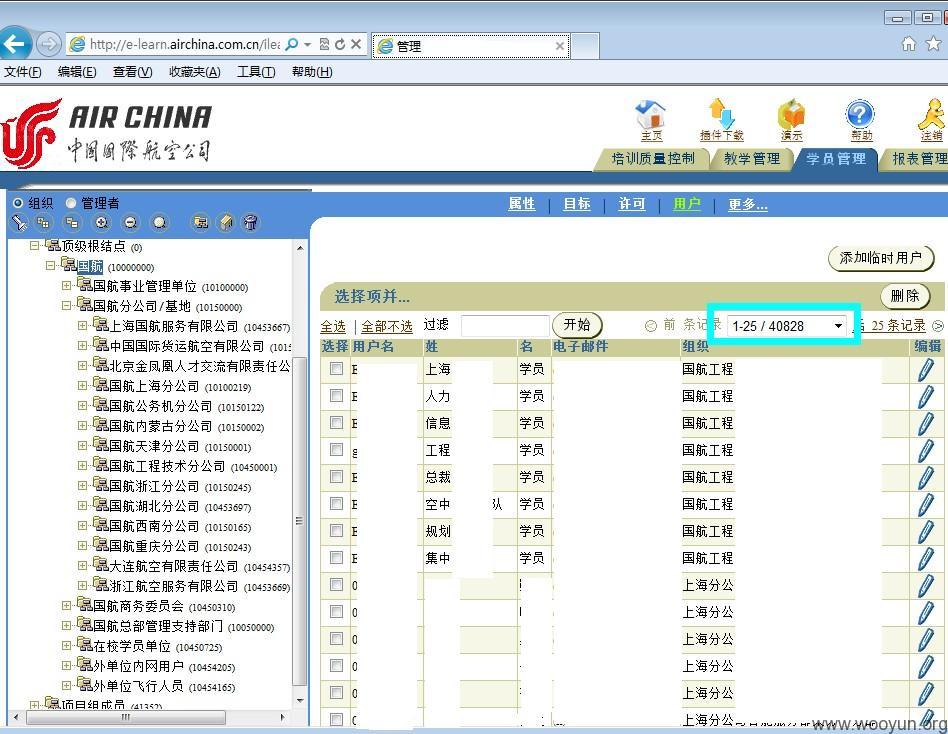 http://e-learn.airchina.com.cn/ile
管理
文件(F) 编辑(E) 查看(V) 收藏夹(A) 工具(T) 帮助(H)
AIR CHINA
中国国际航空公司
主页 插件下载 演示 帮助 注销
培训质量控制 教学管理 学员管理 报表管理
组织 管理者
属性 | 目标 | 许可 | 用户 | 更多...
顶级根结点 (0)
国航 (10000000)
国航事业管理单位 (10100000)
国航分公司/基地 (10150000)
上海国航服务有限公司 (10453667)
中国国际货运航空有限公司 (1015
北京金凤凰人才交流有限责任公
国航上海分公司 (10100219)
国航公务机分公司 (10150122)
国航内蒙古分公司 (10150002)
国航天津分公司 (10150001)
国航工程技术分公司 (10450001)
国航浙江分公司 (10150245)
国航湖北分公司 (10453697)
国航西南分公司 (10150165)
国航重庆分公司 (10150243)
大连航空有限责任公司 (10454357)
浙江航空服务有限公司 (10453669)
国航商务委员会 (10450310)
国航总部管理支持部门 (10050000)
在校学员单位 (10450725)
外单位内网用户 (10454205)
外单位飞行人员 (10454165)
项目组成员 (41352)
添加临时用户
选择项并... 删除
全选 | 全部不选 过滤 开始 前 条记录 1-25 / 40828 后 25 条记录
选择 用户名 姓 名 电子邮件 组织 编辑
E 上海 学员 国航工程
E 人力 学员 国航工程
E 信息 学员 国航工程
g 工程 学员 国航工程
E 总裁 学员 国航工程
E 空中 队 学员 国航工程
E 规划 学员 国航工程
E 集中 学员 国航工程
0 上海分公
0 上海分公
0 上海分公
0 上海分公
0 上海分公
0 上海分公
www.wooyun.org